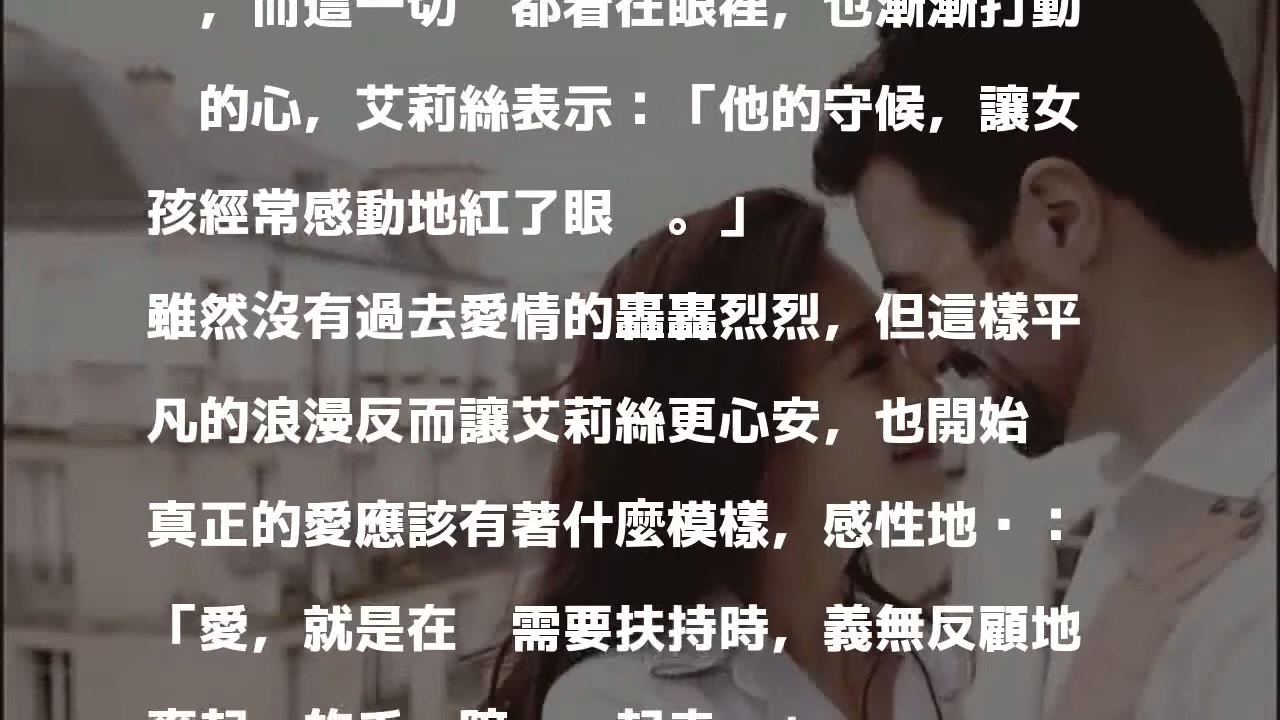 ，而這一切　都看在眼裡，也漸漸打動
　的心，艾莉絲表示：「他的守候，讓女
孩經常感動地紅了眼　。」
雖然沒有過去愛情的轟轟烈烈，但這樣平
凡的浪漫反而讓艾莉絲更心安，也開始
真正的愛應該有著什麼模樣，感性地▪：
「愛，就是在　需要扶持時，義無反顧地